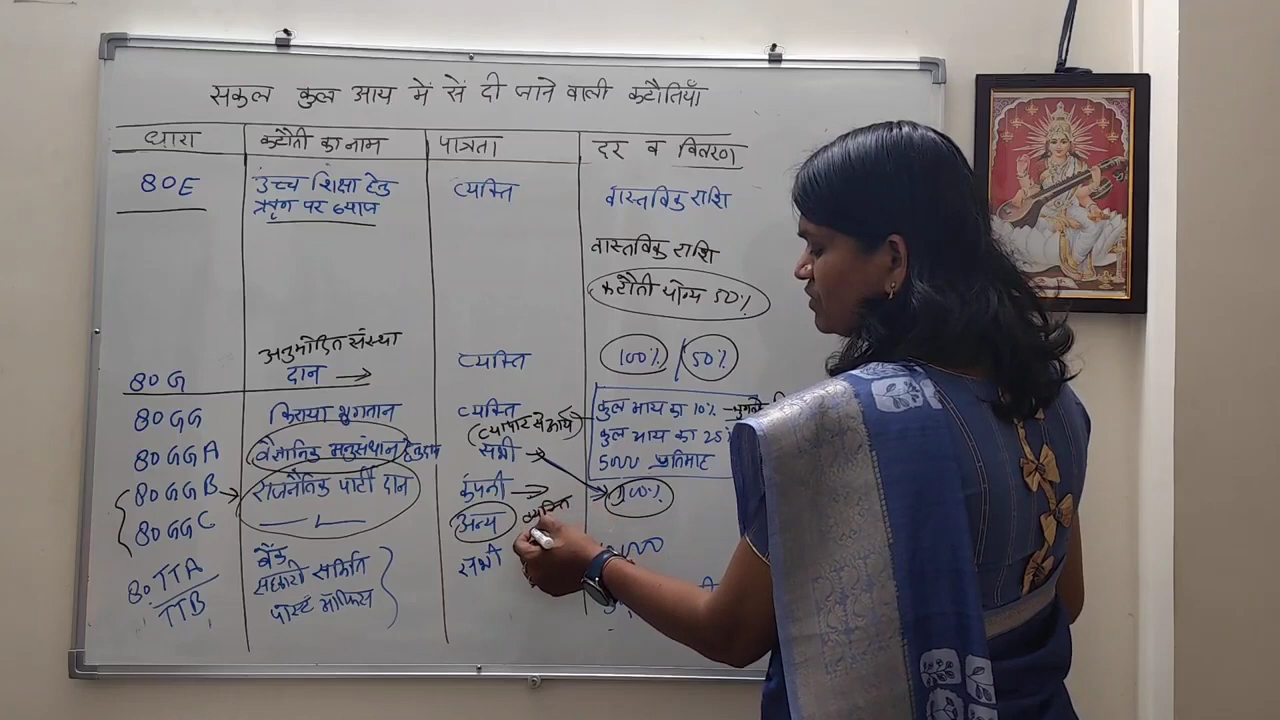 सकल कुल आय में सें दी जाने वाली कटौतियाँ
धारा कटौती का नाम पात्रता दर व विवरण
80E उच्च शिक्षा हेतु व्यक्ति वास्तविक राशि
ऋृन पर ब्याज
वास्तविक राशि
कटौती योग्य 50%
अनुमोदित संस्था
80G दान → व्यक्ति 100% / 50%
80GG किराया भुगतान व्यक्ति कुल आय का 10% →
(व्यापार से आय) कुल आय का 25%
80GGA वैज्ञानिक अनुसंधान हेतु दान सभी 5000 प्रतिमाह
80GGB → राजनैतिक पार्टी दान कंपनी → 100%
80GGC —— 〃 —— अन्य व्यक्ति
80TTA बैंक सभी
TTB सहकारी समिति
पोस्ट ऑफिस